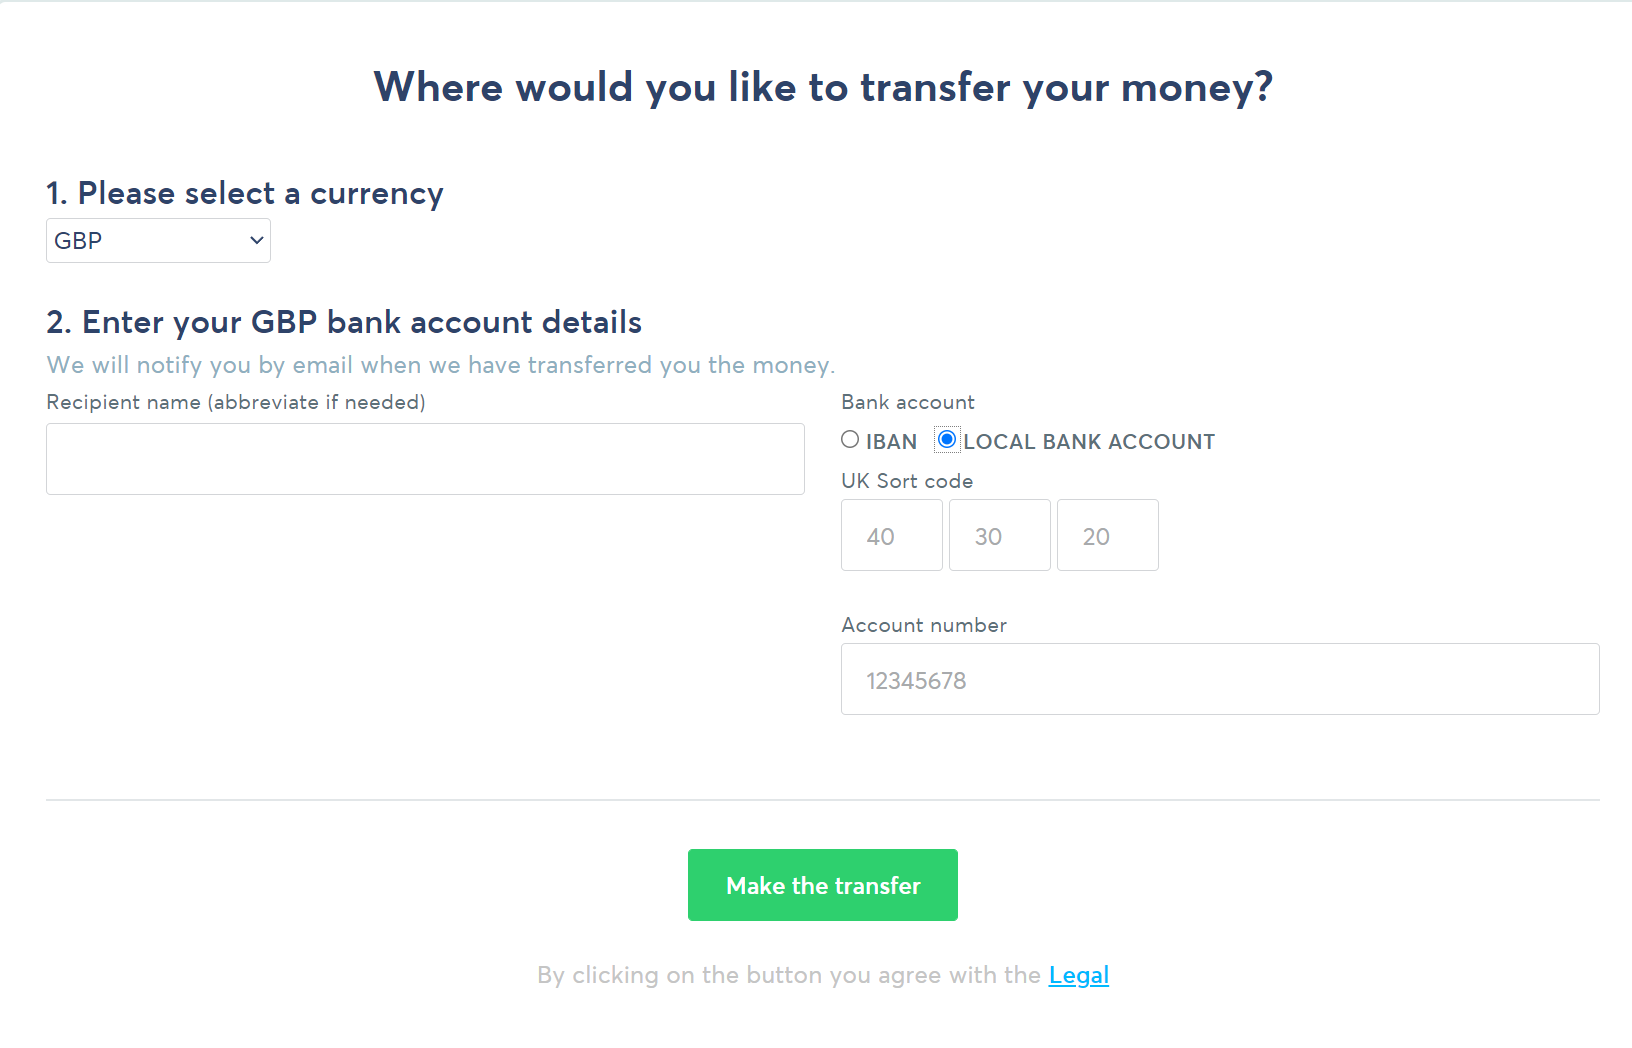 Where would you like to transfer your money?
1. Please select a currency
GBP
2. Enter your GBP bank account details
We will notify you by email when we have transferred you the money.
Recipient name (abbreviate if needed)
Bank account
IBAN LOCAL BANK ACCOUNT
UK Sort code
40 30 20
Account number
12345678
Make the transfer
By clicking on the button you agree with the Legal